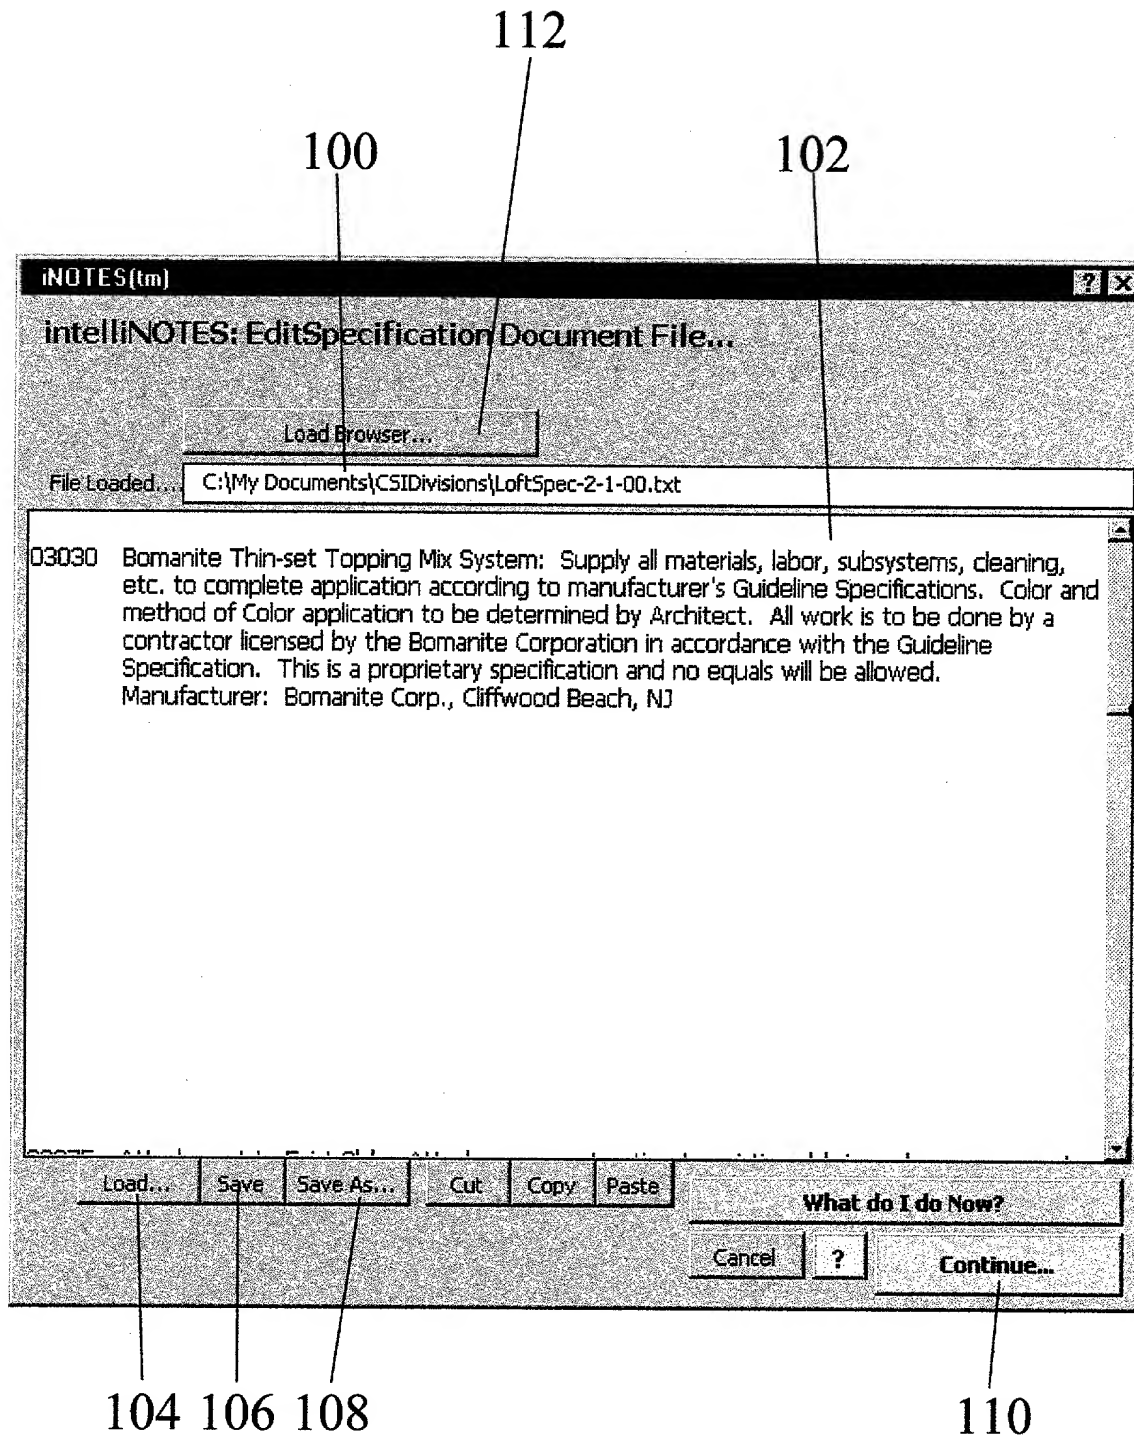 112
100
102
iNOTES(tm)
? X
intelliNOTES: EditSpecification Document File...
Load Browser...
File Loaded.... C:\My Documents\CSIDivisions\LoftSpec-2-1-00.txt
03030 Bomanite Thin-set Topping Mix System: Supply all materials, labor, subsystems, cleaning,
etc. to complete application according to manufacturer's Guideline Specifications. Color and
method of Color application to be determined by Architect. All work is to be done by a
contractor licensed by the Bomanite Corporation in accordance with the Guideline
Specification. This is a proprietary specification and no equals will be allowed.
Manufacturer: Bomanite Corp., Cliffwood Beach, NJ
Load... Save Save As... Cut Copy Paste
What do I do Now?
Cancel ? Continue...
104 106 108
110